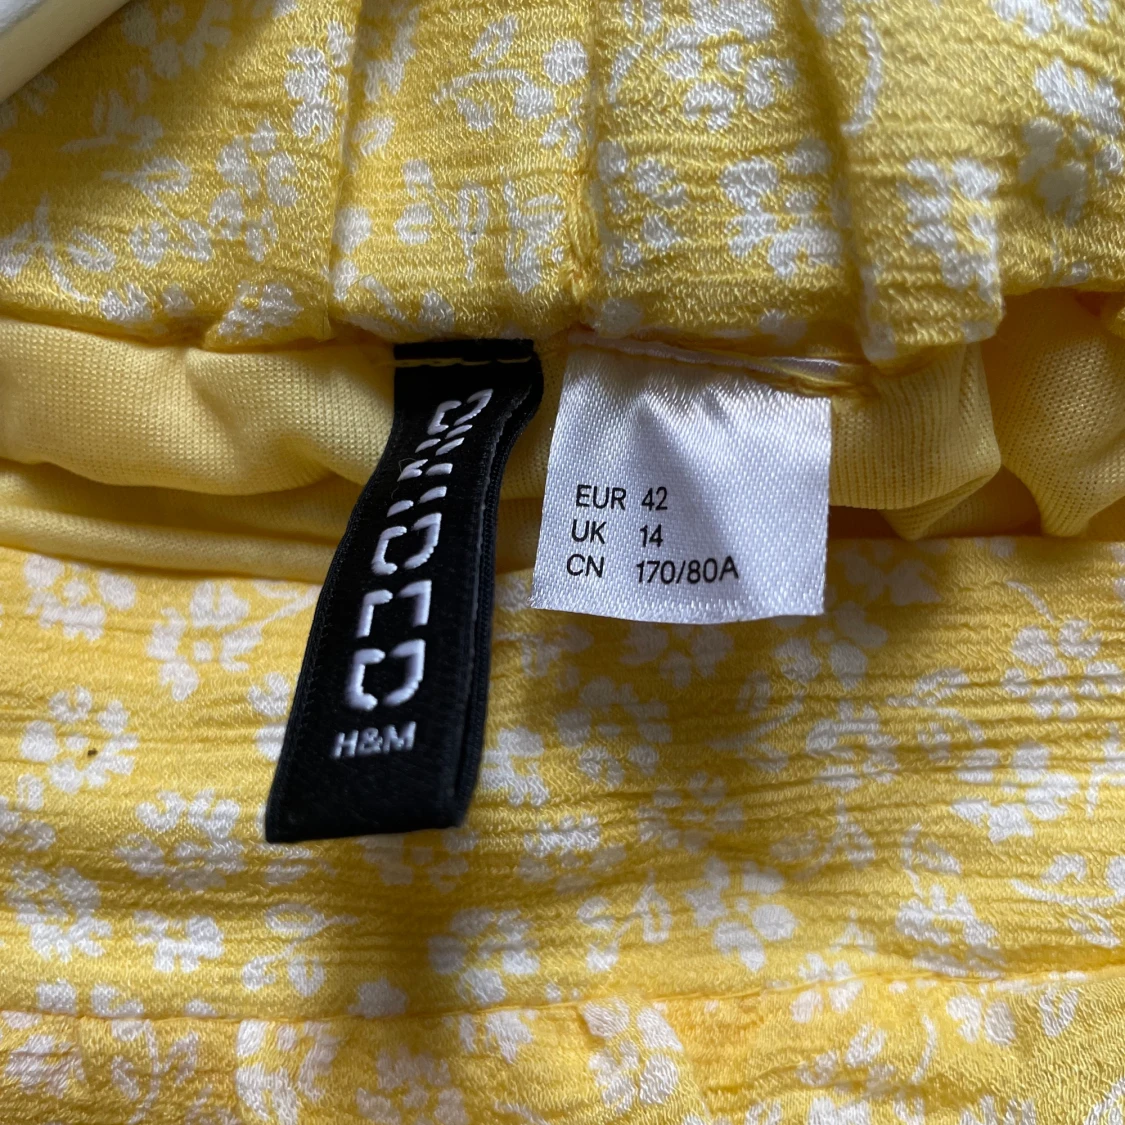 DIVIDED
H&M
EUR 42
UK 14
CN 170/80A